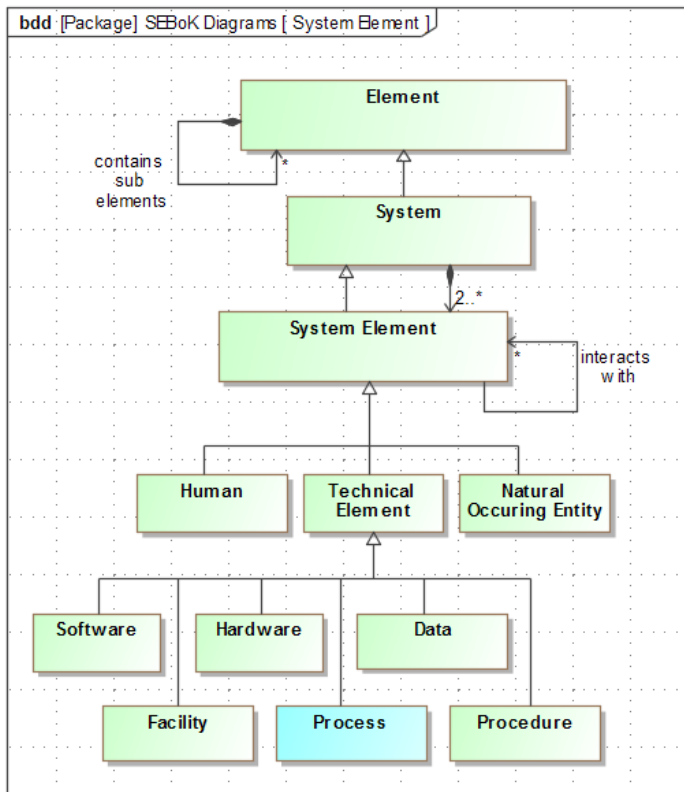 bdd [Package] SEBoK Diagrams [ System Element ]
Element
contains
sub
elements
*
System
2..*
System Element
*
interacts
with
Human
Technical
Element
Natural
Occuring Entity
Software
Hardware
Data
Facility
Process
Procedure